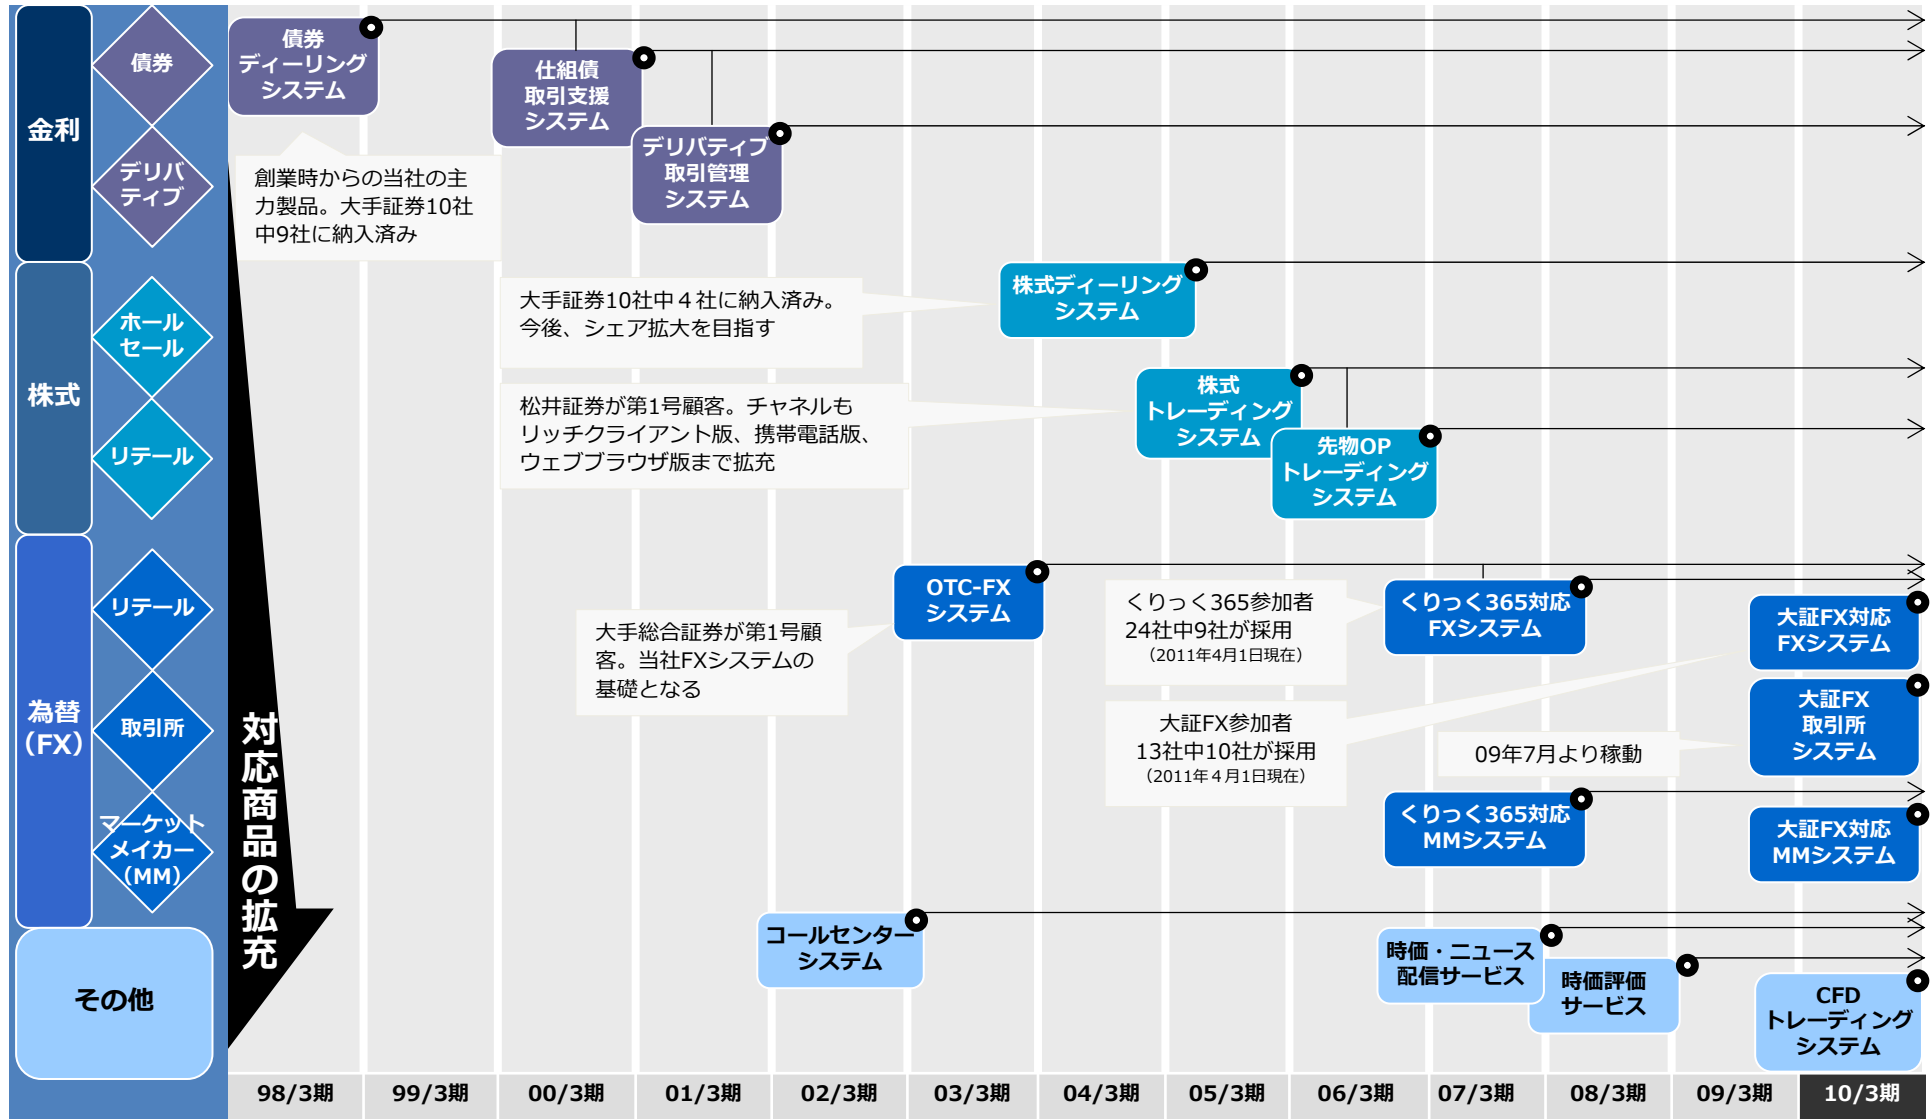 金利
債券
デリバ
ティブ
債券
ディーリング
システム
仕組債
取引支援
システム
デリバティブ
取引管理
システム
創業時からの当社の主
力製品。大手証券10社
中9社に納入済み
株式
ホール
セール
リテール
大手証券10社中４社に納入済み。
今後、シェア拡大を目指す
株式ディーリング
システム
松井証券が第1号顧客。チャネルも
リッチクライアント版、携帯電話版、
ウェブブラウザ版まで拡充
株式
トレーディング
システム
先物OP
トレーディング
システム
為替
（FX）
リテール
取引所
マーケット
メイカー
（MM）
OTC-FX
システム
大手総合証券が第1号顧
客。当社FXシステムの
基礎となる
くりっく365参加者
24社中9社が採用
（2011年4月1日現在）
くりっく365対応
FXシステム
大証FX対応
FXシステム
大証FX参加者
13社中10社が採用
（2011年４月1日現在）
09年7月より稼動
大証FX
取引所
システム
くりっく365対応
MMシステム
大証FX対応
MMシステム
対応商品の拡充
その他
コールセンター
システム
時価・ニュース
配信サービス
時価評価
サービス
CFD
トレーディング
システム
98/3期
99/3期
00/3期
01/3期
02/3期
03/3期
04/3期
05/3期
06/3期
07/3期
08/3期
09/3期
10/3期